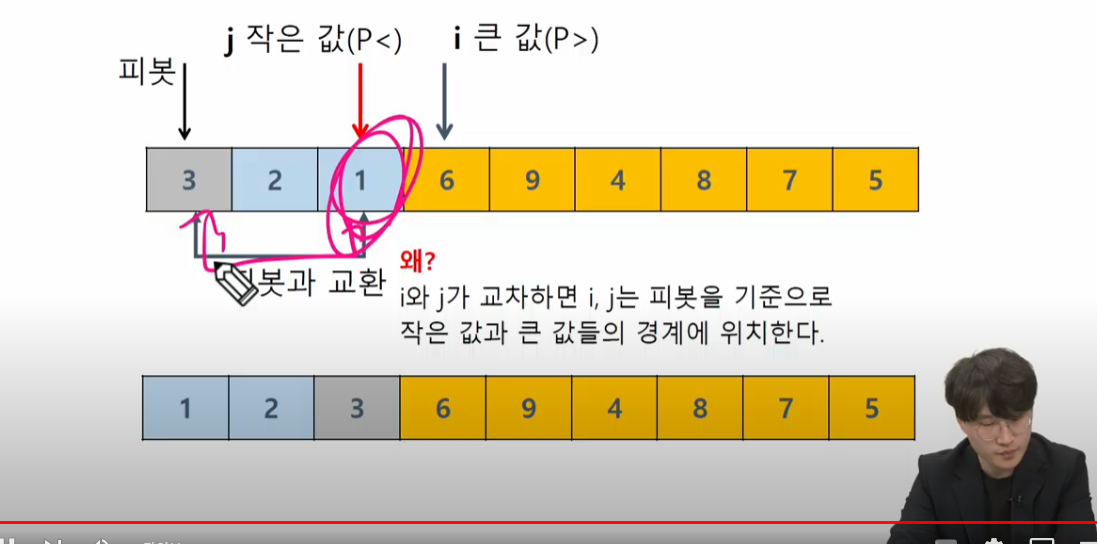 j 작은 값(P<)
i 큰 값(P>)
피봇
3 2 1 6 9 4 8 7 5
봇과 교환
왜?
i와 j가 교차하면 i, j는 피봇을 기준으로
작은 값과 큰 값들의 경계에 위치한다.
1 2 3 6 9 4 8 7 5